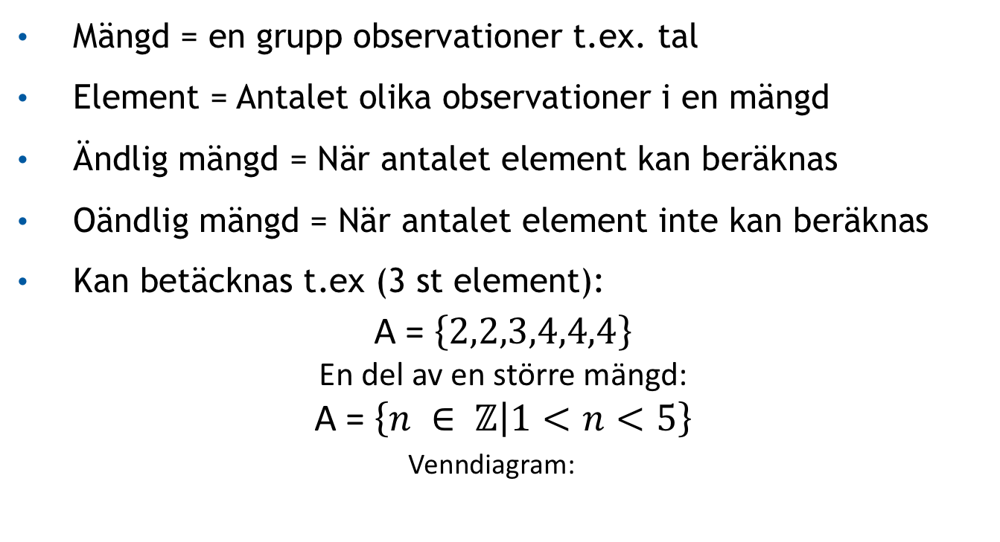 • Mängd = en grupp observationer t.ex. tal
• Element = Antalet olika observationer i en mängd
• Ändlig mängd = När antalet element kan beräknas
• Oändlig mängd = När antalet element inte kan beräknas
• Kan betäcknas t.ex (3 st element):
A = {2,2,3,4,4,4}
En del av en större mängd:
A = {𝑛 ∈ ℤ|1 < 𝑛 < 5}
Venndiagram: